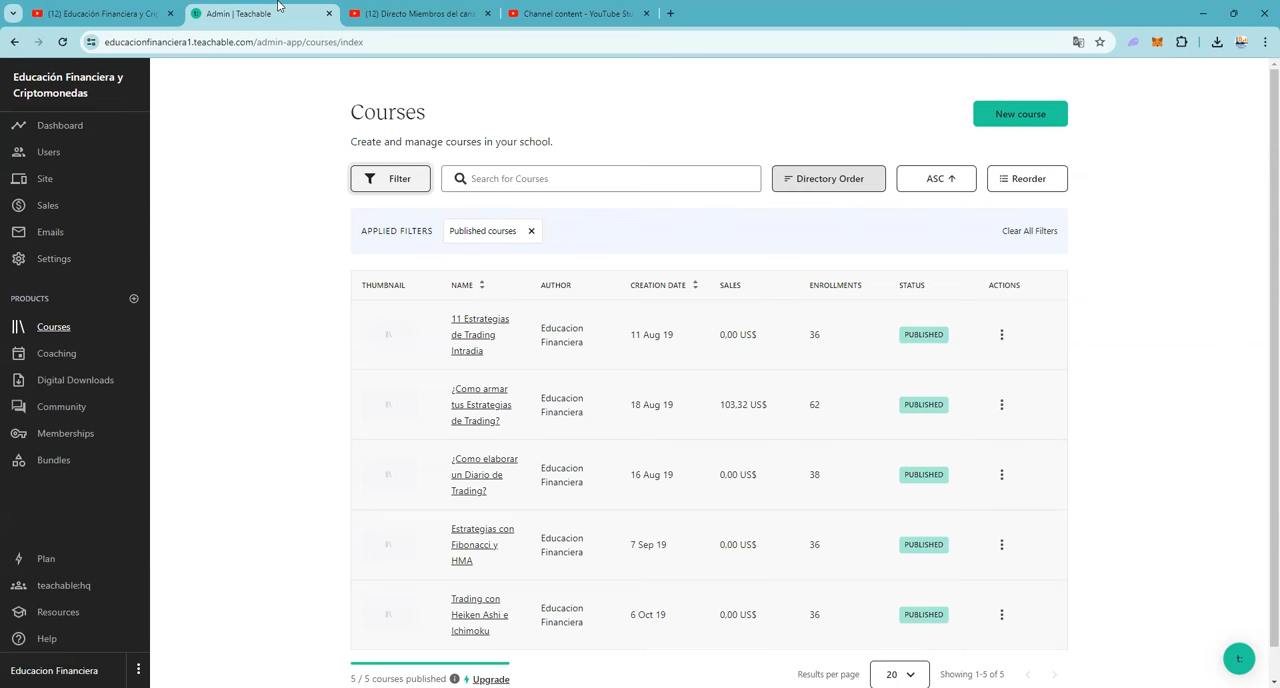 (12) Educación Financiera y Cri
Admin | Teachable
(12) Directo Miembros del cana
Channel content - YouTube Stu
educacionfinanciera1.teachable.com/admin-app/courses/index
Educación Financiera y
Criptomonedas
Dashboard
Users
Site
Sales
Emails
Settings
PRODUCTS
Courses
Coaching
Digital Downloads
Community
Memberships
Bundles
Plan
teachable:hq
Resources
Help
Educacion Financiera
Courses
New course
Create and manage courses in your school.
Filter
Search for Courses
Directory Order
ASC ↑
Reorder
APPLIED FILTERS
Published courses ×
Clear All Filters
THUMBNAIL NAME AUTHOR CREATION DATE SALES ENROLLMENTS STATUS ACTIONS
11 Estrategias
de Trading
Intradia
Educacion
Financiera
11 Aug 19
0,00 US$
36
PUBLISHED
¿Como armar
tus Estrategias
de Trading?
Educacion
Financiera
18 Aug 19
103,32 US$
62
PUBLISHED
¿Como elaborar
un Diario de
Trading?
Educacion
Financiera
16 Aug 19
0,00 US$
38
PUBLISHED
Estrategias con
Fibonacci y
HMA
Educacion
Financiera
7 Sep 19
0,00 US$
36
PUBLISHED
Trading con
Heiken Ashi e
Ichimoku
Educacion
Financiera
6 Oct 19
0,00 US$
36
PUBLISHED
5 / 5 courses published
Upgrade
Results per page
20
Showing 1-5 of 5
t: